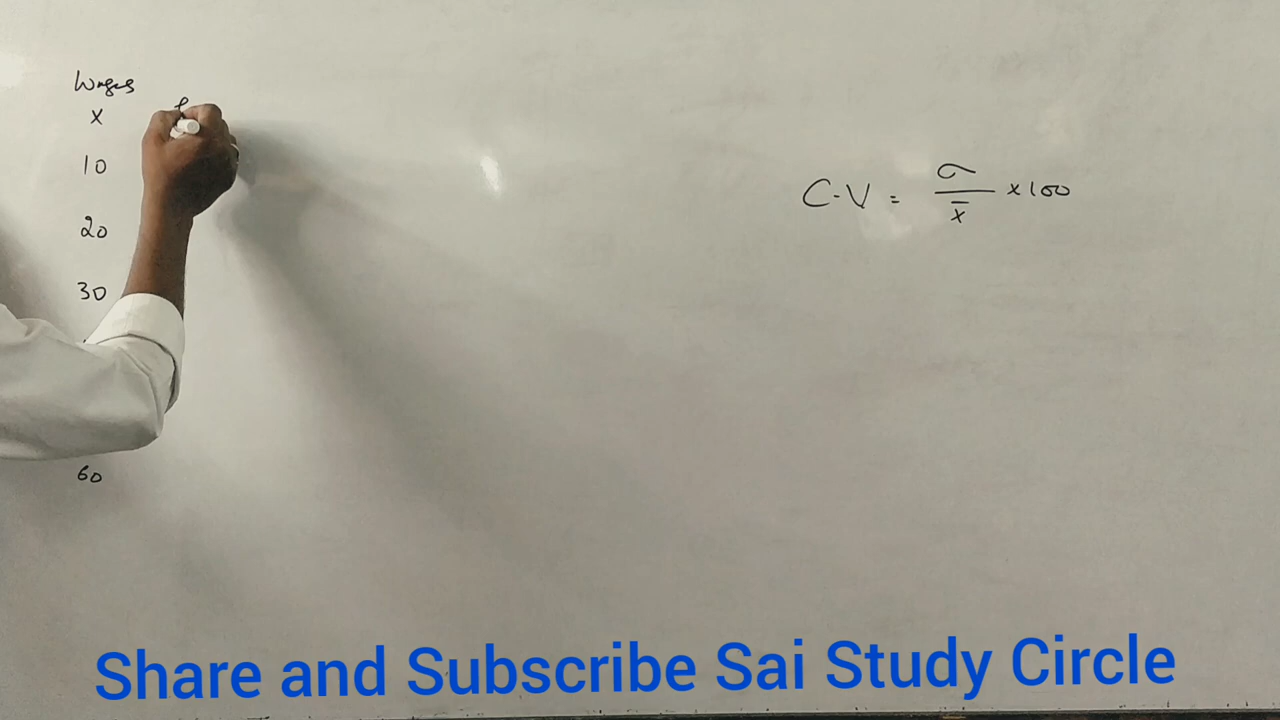 Wages
x f
10
20
30
60
C.V = σ / x̄ × 100
Share and Subscribe Sai Study Circle